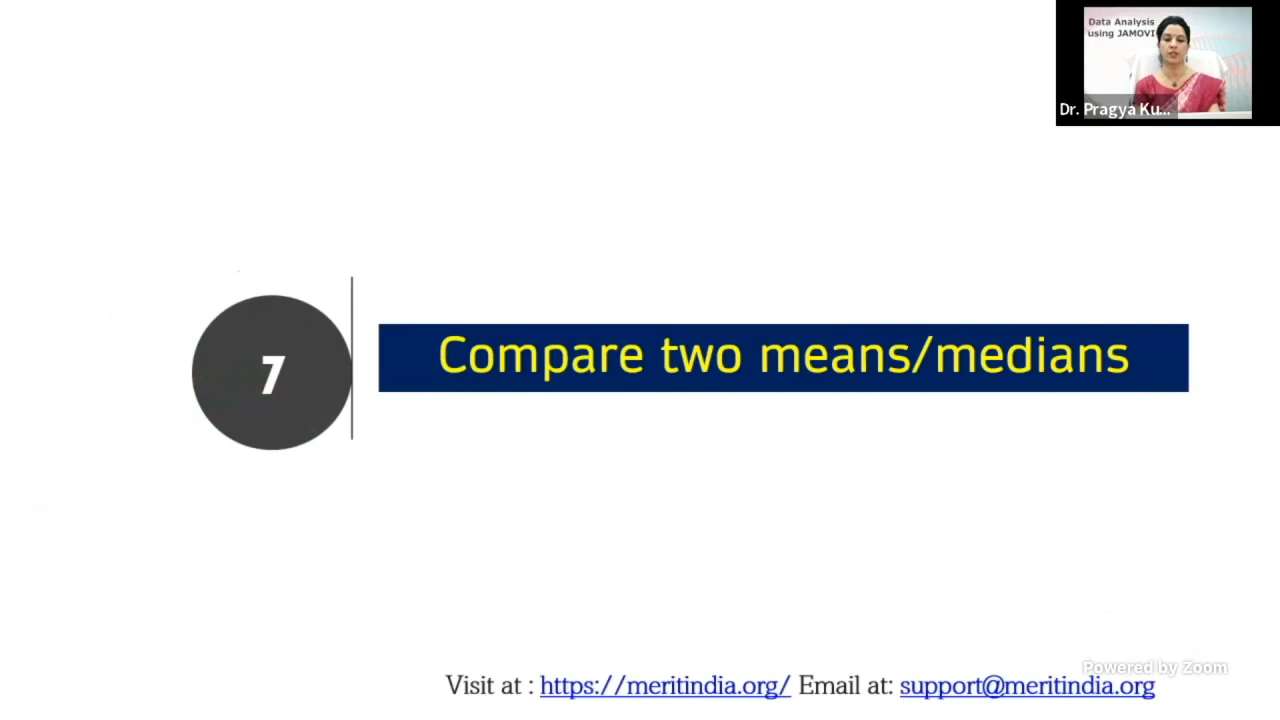 Data Analysis
using JAMOVI
Dr. Pragya Ku...
7
Compare two means/medians
Powered by Zoom
Visit at : https://meritindia.org/ Email at: support@meritindia.org